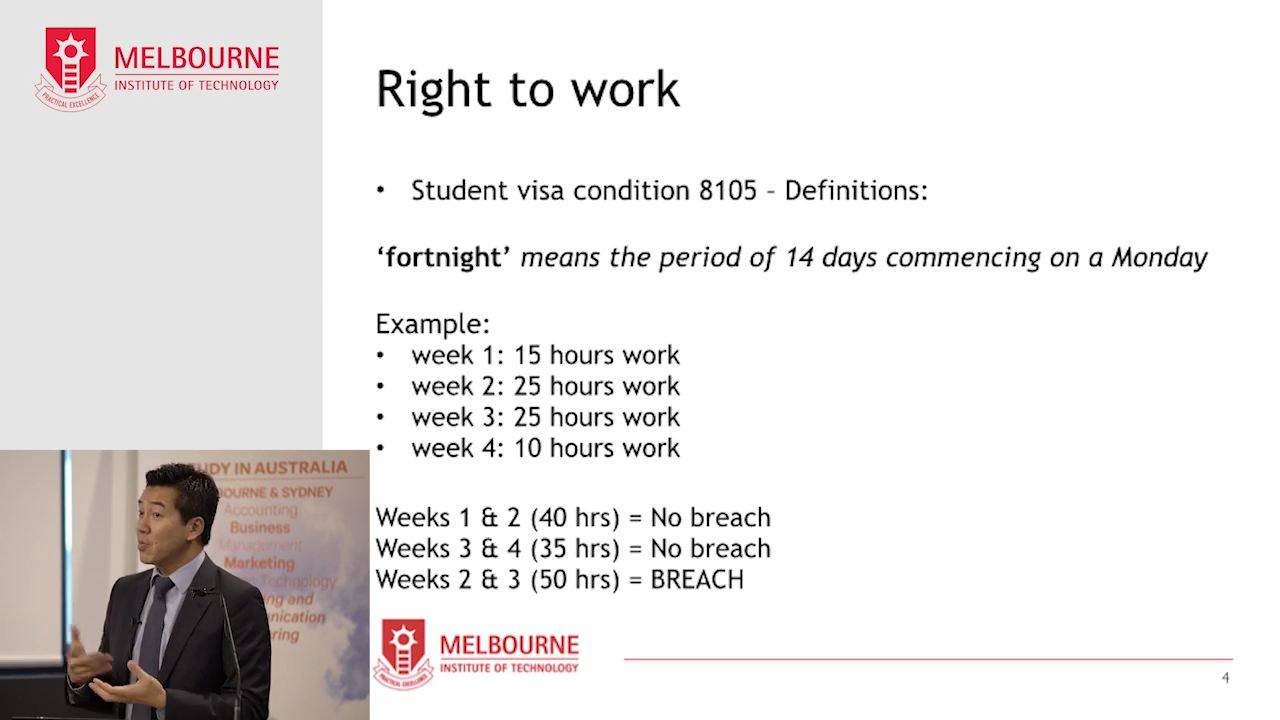 MELBOURNE
INSTITUTE OF TECHNOLOGY
PRACTICAL EXCELLENCE
Right to work
• Student visa condition 8105 – Definitions:
‘fortnight’ means the period of 14 days commencing on a Monday
Example:
• week 1: 15 hours work
• week 2: 25 hours work
• week 3: 25 hours work
• week 4: 10 hours work
Weeks 1 & 2 (40 hrs) = No breach
Weeks 3 & 4 (35 hrs) = No breach
Weeks 2 & 3 (50 hrs) = BREACH
UDY IN AUSTRALIA
OURNE & SYDNEY
Accounting
Business
Management
Marketing
Technology
ng and
nication
ring
MELBOURNE
INSTITUTE OF TECHNOLOGY
PRACTICAL EXCELLENCE
4